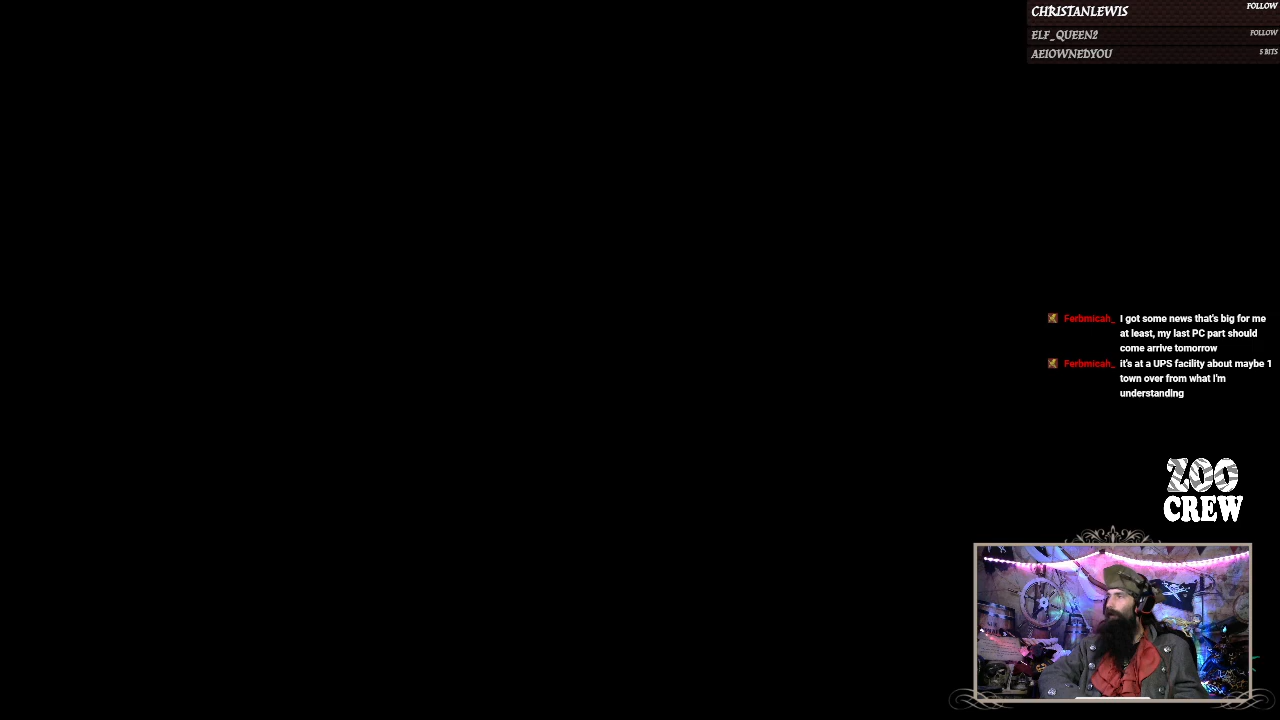 CHRISTANLEWIS FOLLOW
ELF_QUEEN2 FOLLOW
AEIOWNEDYOU 5 BITS
Ferbmicah_ I got some news that's big for me
at least, my last PC part should
come arrive tomorrow
Ferbmicah_ it's at a UPS facility about maybe 1
town over from what I'm
understanding
ZOO
CREW